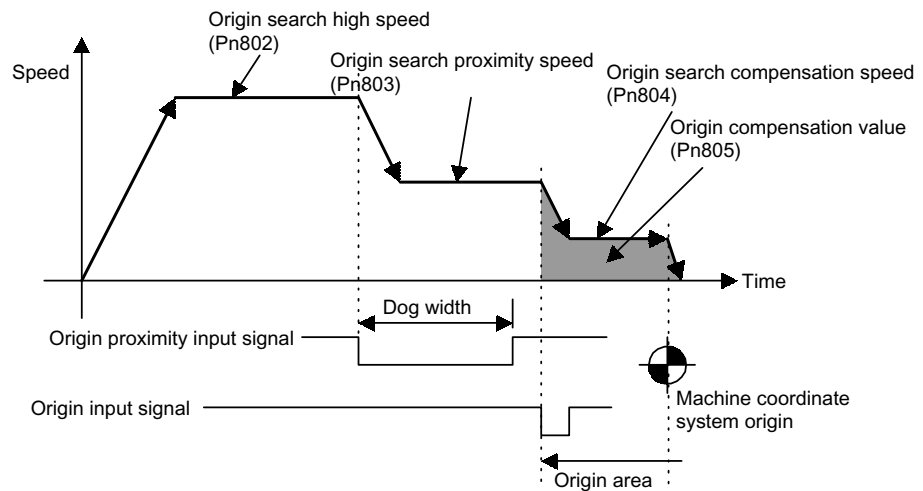 Origin search high speed
(Pn802)
Speed
Origin search proximity speed
(Pn803)
Origin search compensation speed
(Pn804)
Origin compensation value
(Pn805)
Time
Dog width
Origin proximity input signal
Origin input signal
Machine coordinate
system origin
Origin area